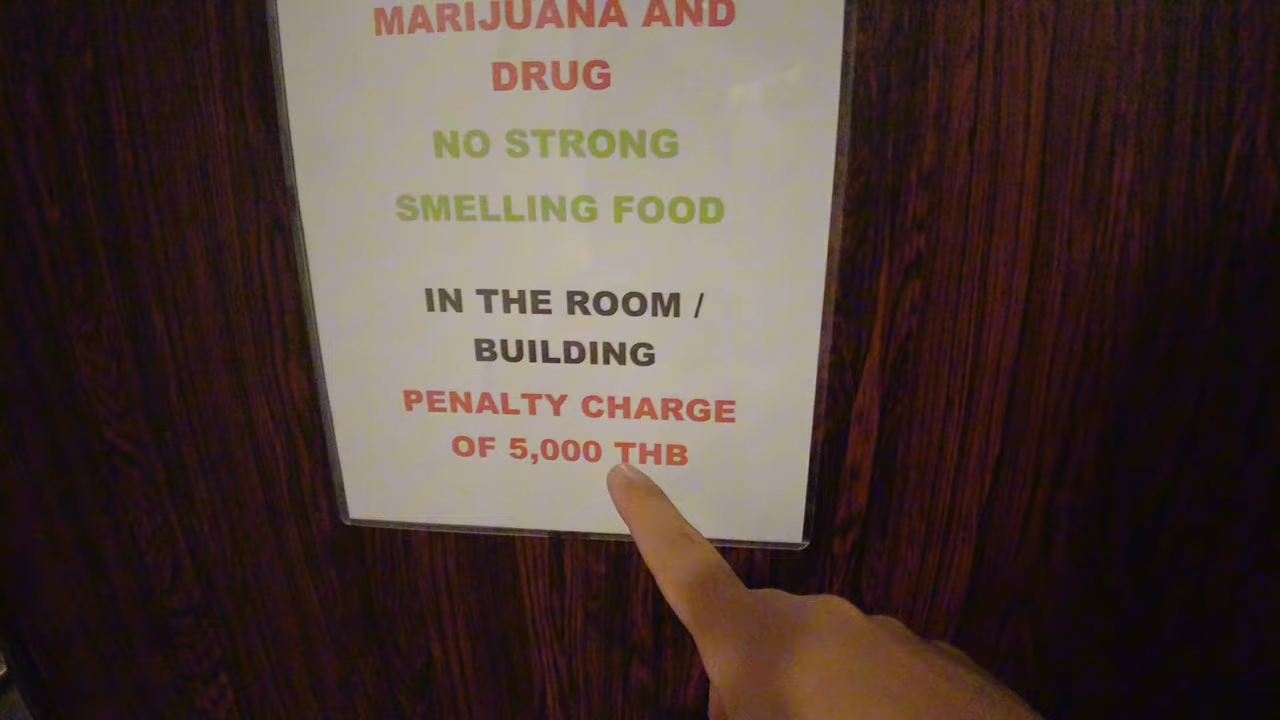 MARIJUANA AND
DRUG
NO STRONG
SMELLING FOOD
IN THE ROOM /
BUILDING
PENALTY CHARGE
OF 5,000 THB